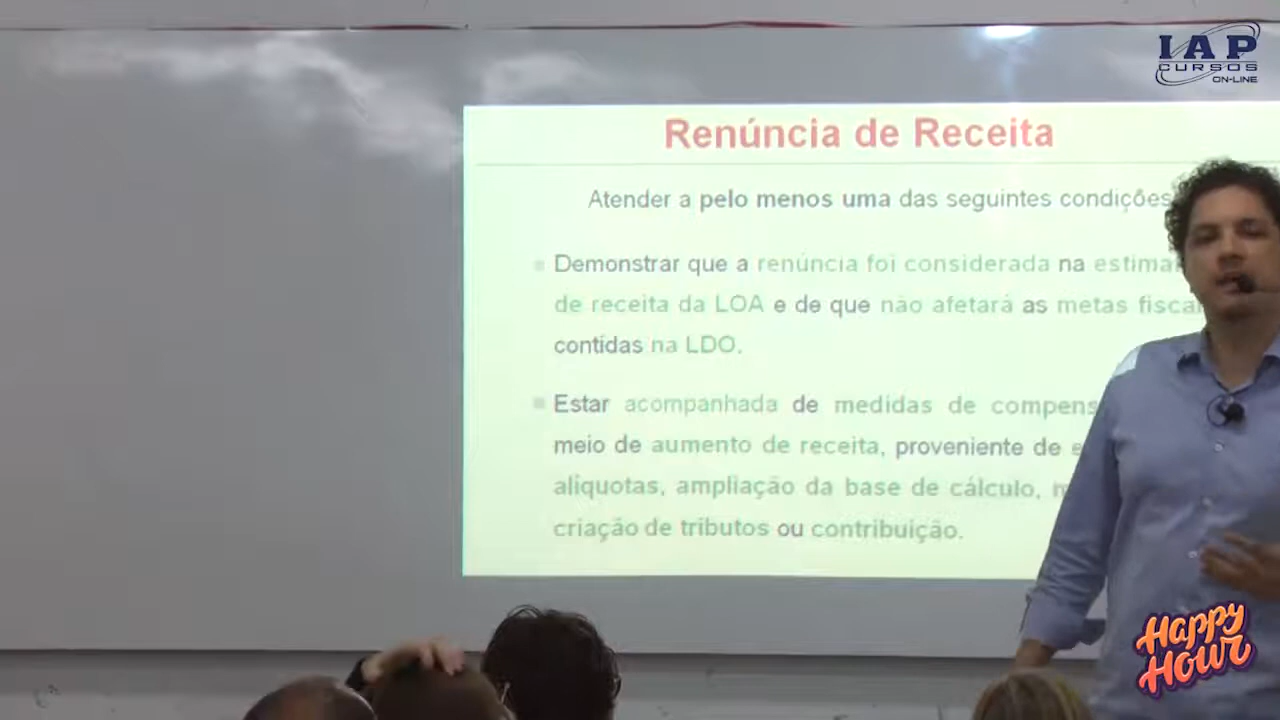 IAP
CURSOS
ON-LINE
Renúncia de Receita
Atender a pelo menos uma das seguintes condições
Demonstrar que a renúncia foi considerada na
de receita da LOA e de que não afetará as metas
contidas na LDO.
Estar acompanhada de medidas de
meio de aumento de receita, proveniente de
alíquotas, ampliação da base de cálculo,
criação de tributos ou contribuição.
Happy
Hour